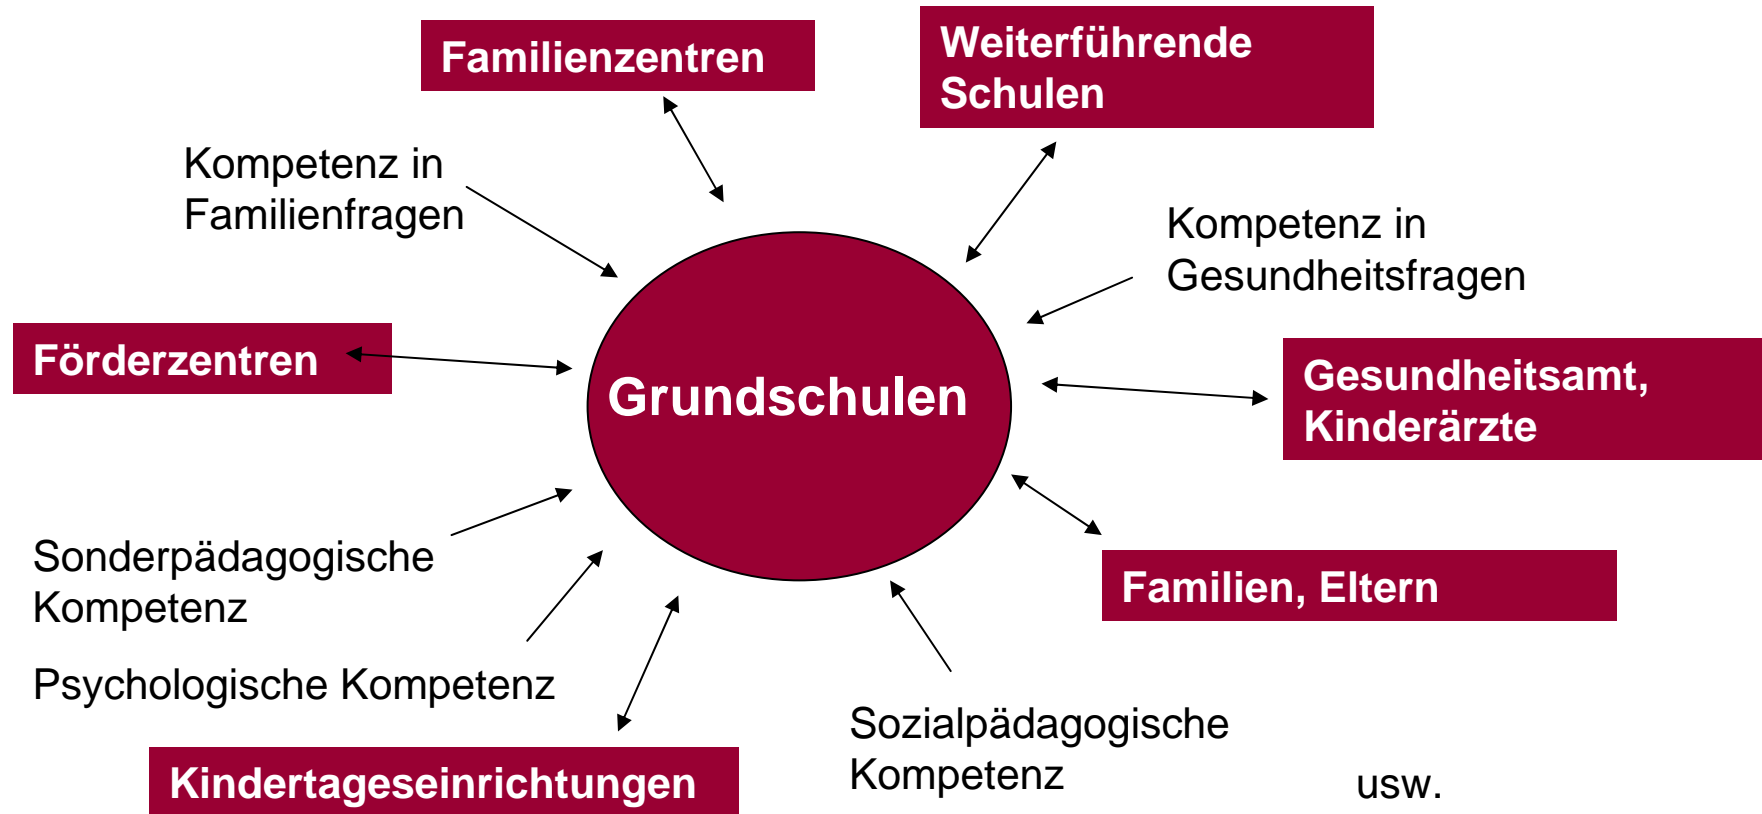 Familienzentren
Weiterführende
Schulen
Kompetenz in
Familienfragen
Kompetenz in
Gesundheitsfragen
Förderzentren
Grundschulen
Gesundheitsamt,
Kinderärzte
Sonderpädagogische
Kompetenz
Familien, Eltern
Psychologische Kompetenz
Sozialpädagogische
Kompetenz
Kindertageseinrichtungen
usw.